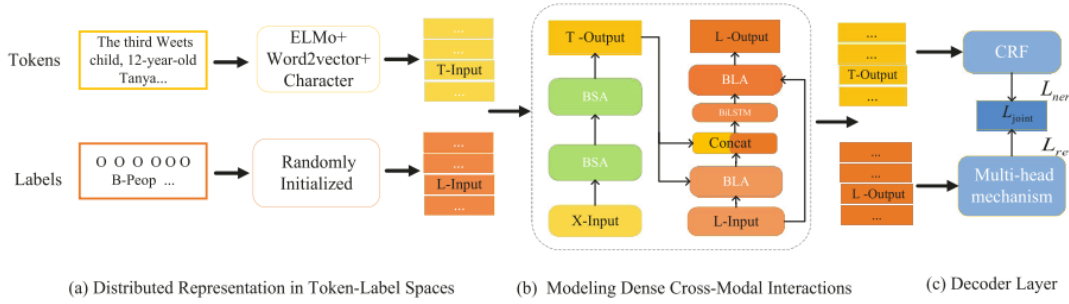 Tokens
The third Weets
child, 12-year-old
Tanya...
ELMo+
Word2vector+
Character
...
...
T-Input
...
Labels
O O O O O O
B-Peop ...
Randomly
Initialized
...
...
L-Input
...
T -Output
BSA
BSA
X-Input
L -Output
BLA
BiLSTM
Concat
BLA
L-Input
...
...
T-Output
...
...
...
L -Output
...
CRF
L_ner
L_joint
L_re
Multi-head
mechanism
(a) Distributed Representation in Token-Label Spaces
(b) Modeling Dense Cross-Modal Interactions
(c) Decoder Layer